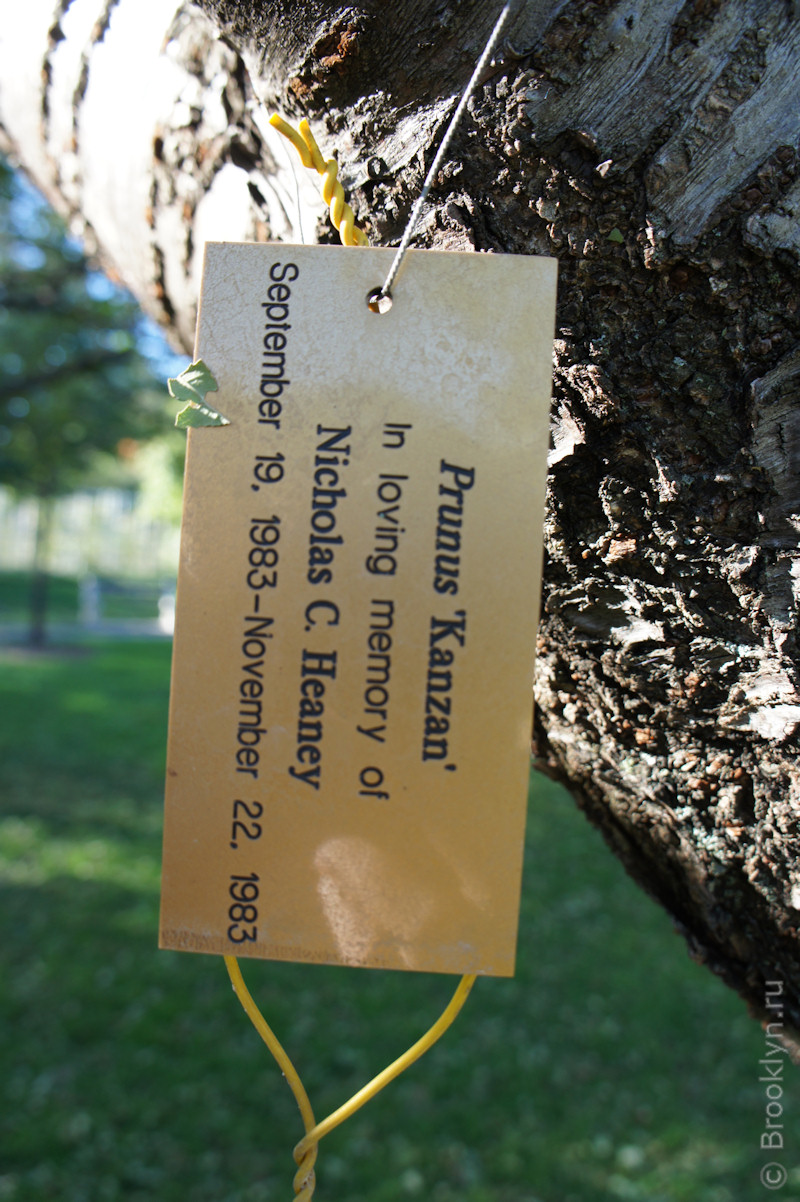 Prunus 'Kanzan'
In loving memory of
Nicholas C. Heaney
September 19, 1983–November 22, 1983
© Brooklyn.ru